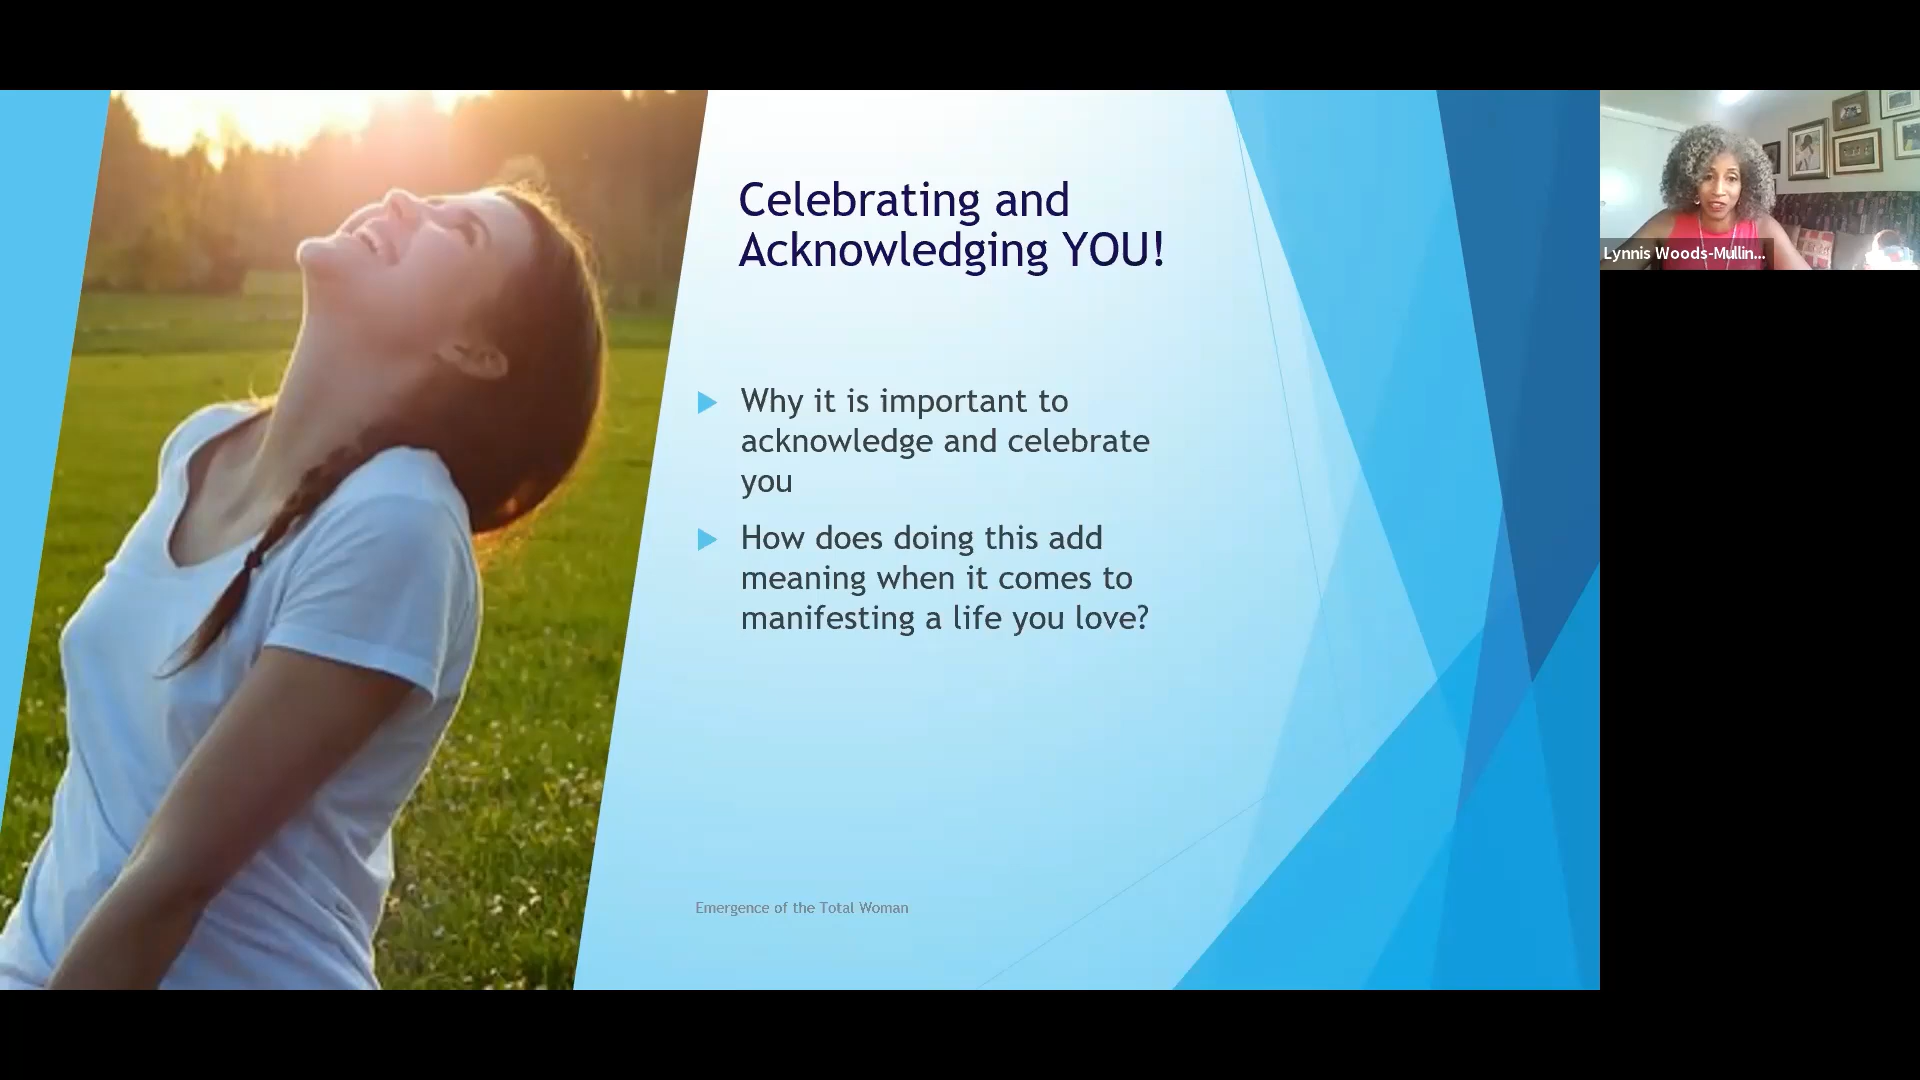 Celebrating and
Acknowledging YOU!
Why it is important to
acknowledge and celebrate
you
How does doing this add
meaning when it comes to
manifesting a life you love?
Emergence of the Total Woman
Lynnis Woods-Mullin...